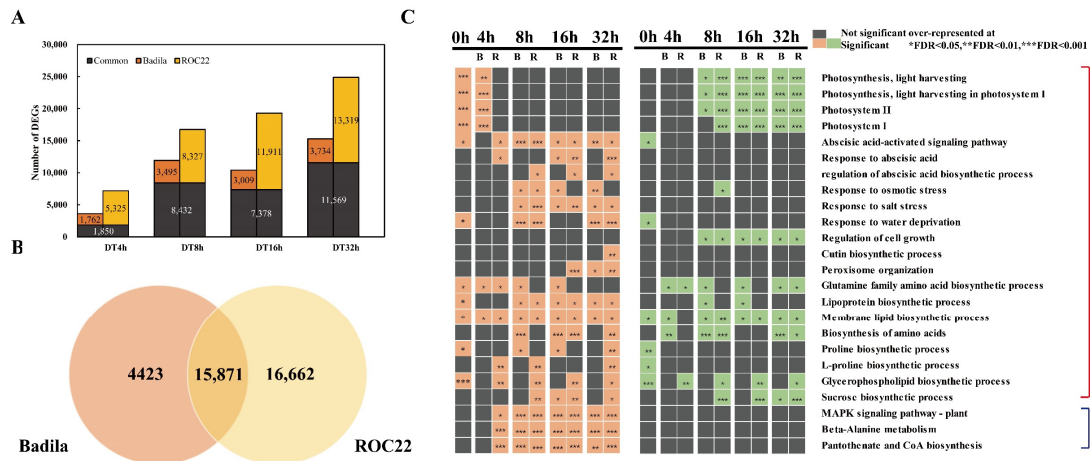 A
30,000
25,000
20,000
15,000
10,000
5,000
0
Number of DEGs
Common
Badila
ROC22
1,762
5,325
1,850
3,495
8,327
8,432
3,009
11,911
7,378
3,734
13,319
11,569
DT4h
DT8h
DT16h
DT32h
B
4423
15,871
16,662
Badila
ROC22
C
0h 4h 8h 16h 32h
B R B R B R B R
0h 4h 8h 16h 32h
B R B R B R B R
Not significant over-represented at
Significant *FDR<0.05,**FDR<0.01,***FDR<0.001
Photosynthesis, light harvesting
Photosynthesis, light harvesting in photosystem I
Photosystem II
Photosystem I
Abscisic acid-activated signaling pathway
Response to abscisic acid
regulation of abscisic acid biosynthetic process
Response to osmotic stress
Response to salt stress
Response to water deprivation
Regulation of cell growth
Cutin biosynthetic process
Peroxisome organization
Glutamine family amino acid biosynthetic process
Lipoprotein biosynthetic process
Membrane lipid biosynthetic process
Biosynthesis of amino acids
Proline biosynthetic process
L-proline biosynthetic process
Glycerophospholipid biosynthetic process
Sucrose biosynthetic process
MAPK signaling pathway - plant
Beta-Alanine metabolism
Pantothenate and CoA biosynthesis